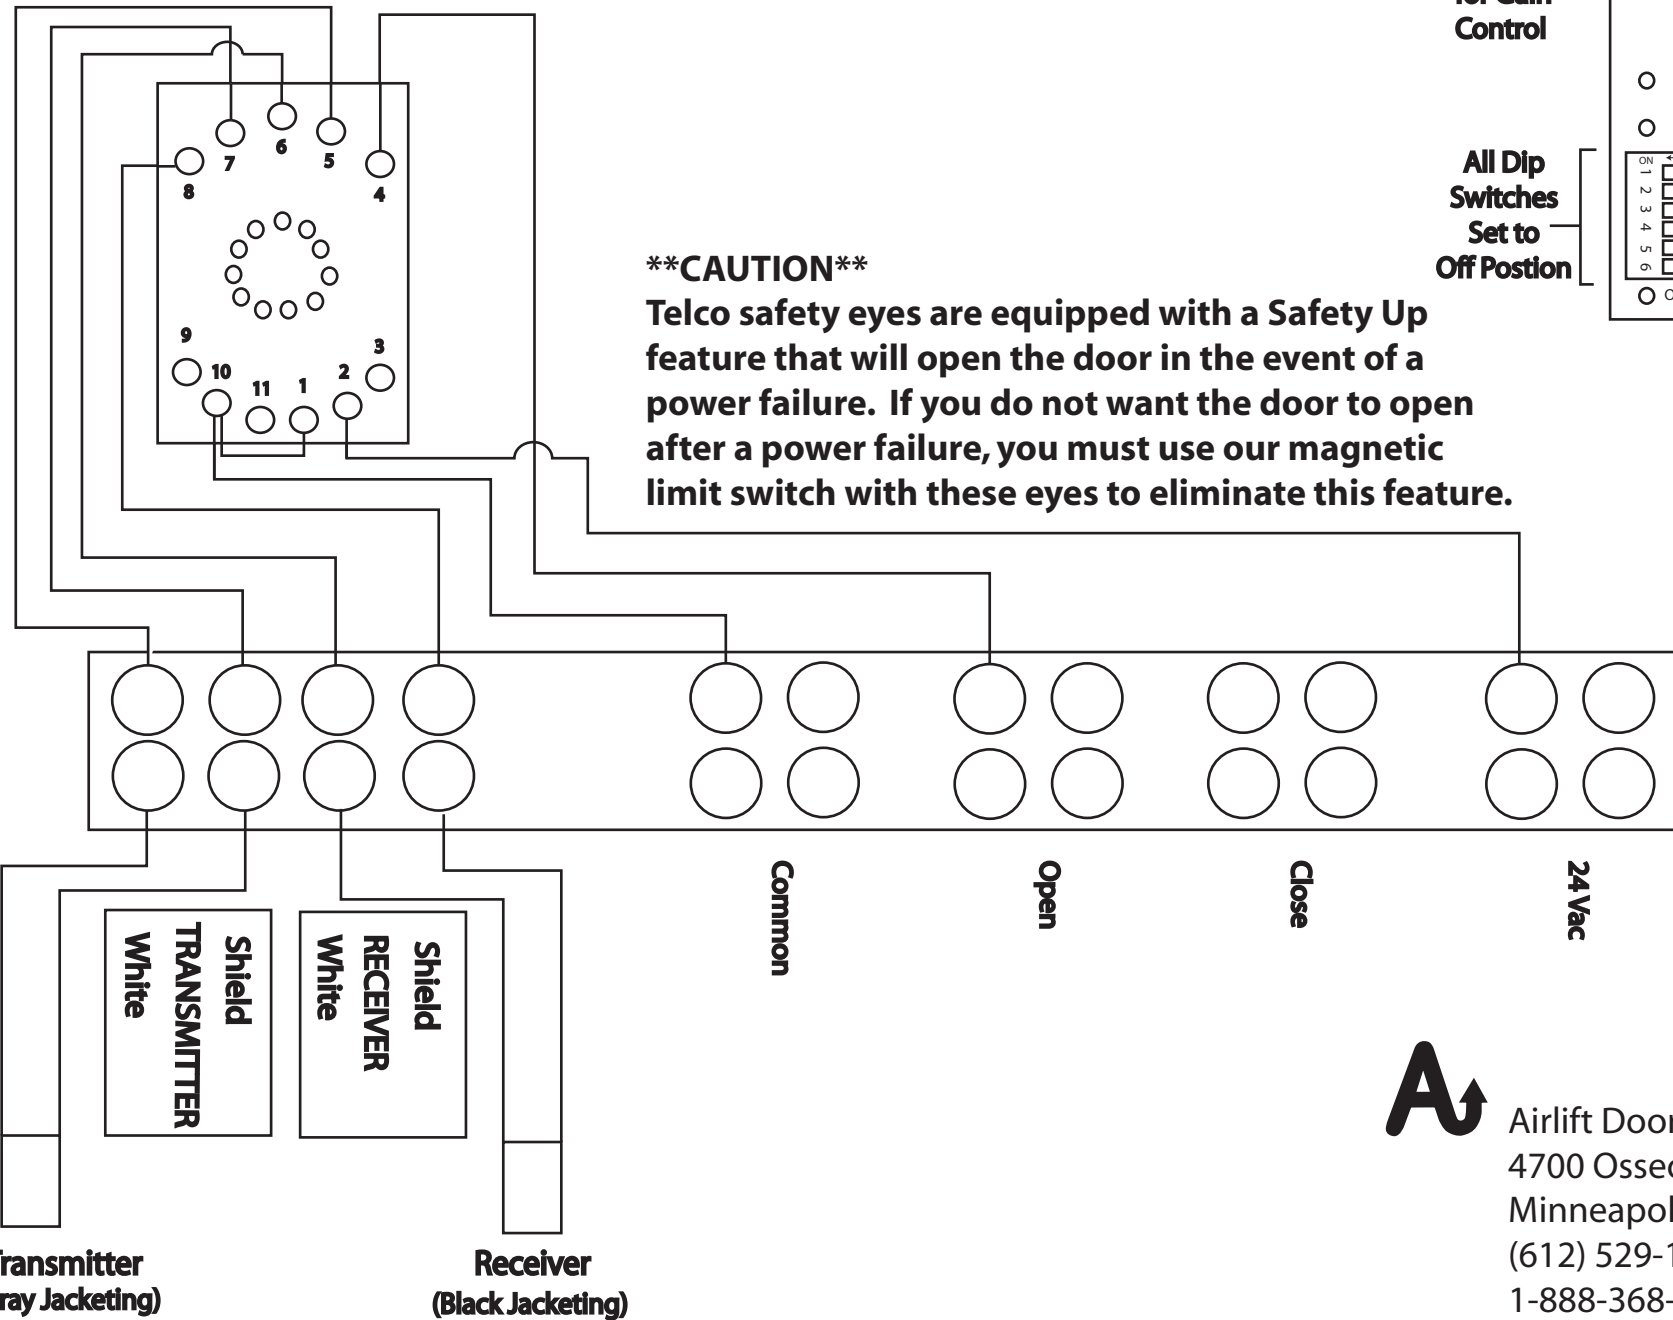 Control
7
6
5
8
4
All Dip
Switches
Set to
Off Postion
ON
1
2
3
4
5
6
**CAUTION**
Telco safety eyes are equipped with a Safety Up
feature that will open the door in the event of a
power failure. If you do not want the door to open
after a power failure, you must use our magnetic
limit switch with these eyes to eliminate this feature.
9
10
11
1
2
3
Common
Open
Close
24 Vac
Shield
TRANSMITTER
White
Shield
RECEIVER
White
Receiver
(Black Jacketing)
Airlift Door
4700
Minneapol
(612) 529-1
1-888-368-
ransmitter
ray Jacketing)